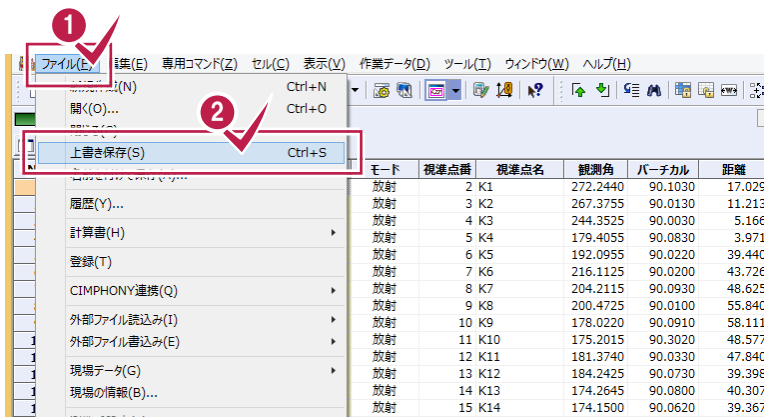 1
ファイル(F) 編集(E) 専用コマンド(Z) セル(C) 表示(V) 作業データ(D) ツール(T) ウィンドウ(W) ヘルプ(H)
(N) Ctrl+N
開く(O)... Ctrl+O
2
上書き保存(S) Ctrl+S
名前を付けて保存(A)...
履歴(Y)...
計算書(H)
登録(T)
CIMPHONY連携(Q)
外部ファイル読込み(I)
外部ファイル書込み(E)
現場データ(G)
現場の情報(B)...
モード 視準点番 視準点名 観測角 バーチカル 距離
放射 2 K1 272.2440 90.1030 17.029
放射 3 K2 267.3755 90.0130 11.213
放射 4 K3 244.3525 90.0030 5.166
放射 5 K4 179.4055 90.0830 3.971
放射 6 K5 192.0955 90.0220 39.440
放射 7 K6 216.1125 90.0200 43.726
放射 8 K7 204.2115 90.0930 48.625
放射 9 K8 200.4725 90.0100 55.840
放射 10 K9 178.0220 90.0910 58.111
放射 11 K10 175.2015 90.3020 48.577
放射 12 K11 181.3740 90.0330 47.840
放射 13 K12 184.2425 90.0730 39.398
放射 14 K13 174.2645 90.0800 40.307
放射 15 K14 174.1500 90.0620 39.367